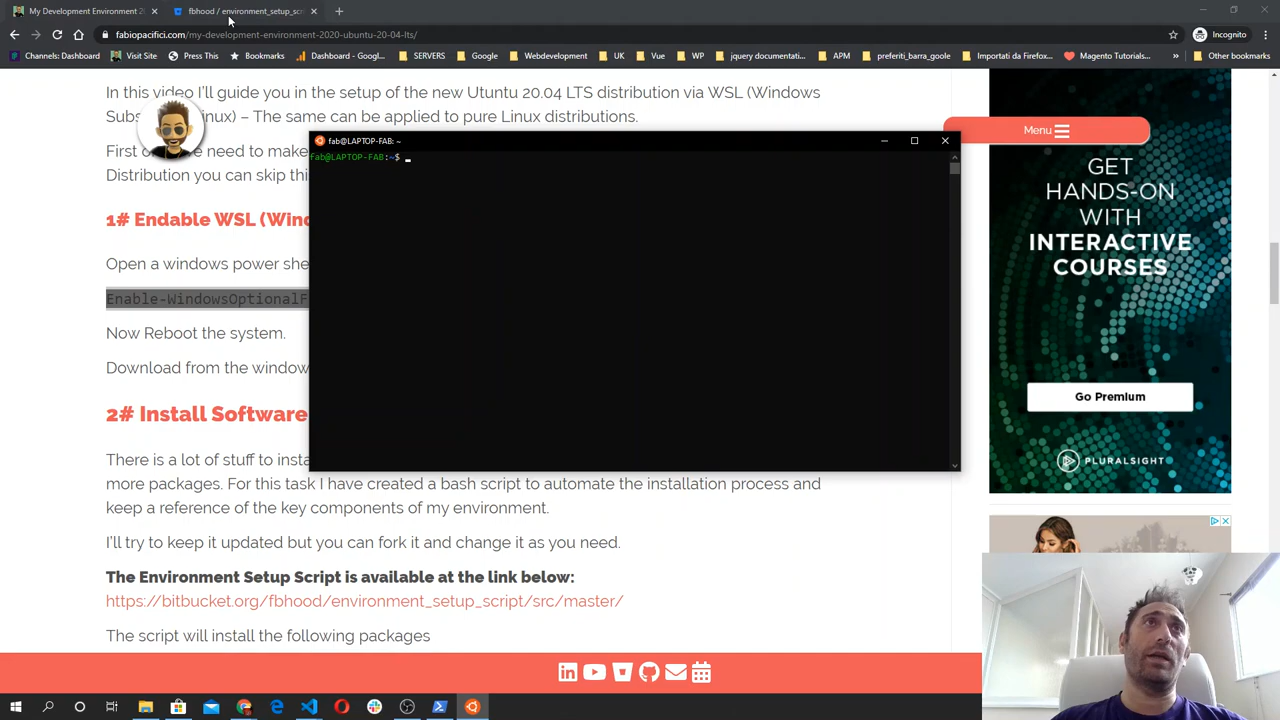 My Development Environment 2
fbhood / environment_setup_scr
fabiopacifici.com/my-development-environment-2020-ubuntu-20-04-lts/
Incognito
Channels: Dashboard
Visit Site
Press This
Bookmarks
Dashboard - Googl...
SERVERS
Google
Webdevelopment
UK
WP
jquery documentati...
APM
preferiti_barra_goole
Importati da Firefox...
Magento Tutorials...
»
Other bookmarks
In this video I'll guide you in the setup of the new Ututu 20.04 LTS distribution via WSL (Windows
Subs
inux) – The same can be applied to pure Linux distributions.
First o
e need to make
Distribution you can skip thi
1# Endable WSL (Wind
Open a windows power she
Enable-WindowsOptionalF
Now Reboot the system.
Download from the window
2# Install Software
There is a lot of stuff to insta
more packages. For this task I have created a bash script to automate the installation process and
keep a reference of the key components of my environment.
I'll try to keep it updated but you can fork it and change it as you need.
The Environment Setup Script is available at the link below:
https://bitbucket.org/fbhood/environment_setup_script/src/master/
The script will install the following packages
fab@LAPTOP-FAB: ~
fab@LAPTOP-FAB:~$
Menu
GET
HANDS-ON
WITH
INTERACTIVE
COURSES
Go Premium
PLURALSIGHT